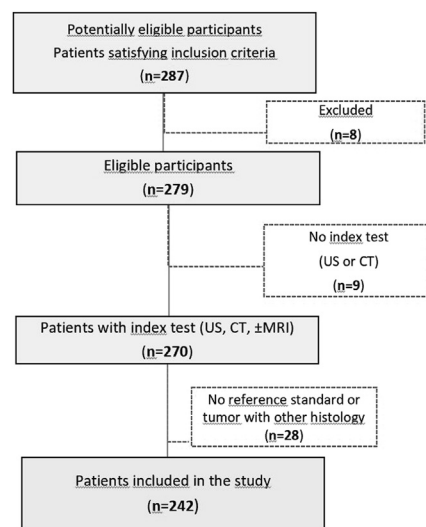 Potentially eligible participants
Patients satisfying inclusion criteria
(n=287)
Excluded
(n=8)
Eligible participants
(n=279)
No index test
(US or CT)
(n=9)
Patients with index test (US, CT, ±MRI)
(n=270)
No reference standard or
tumor with other histology
(n=28)
Patients included in the study
(n=242)